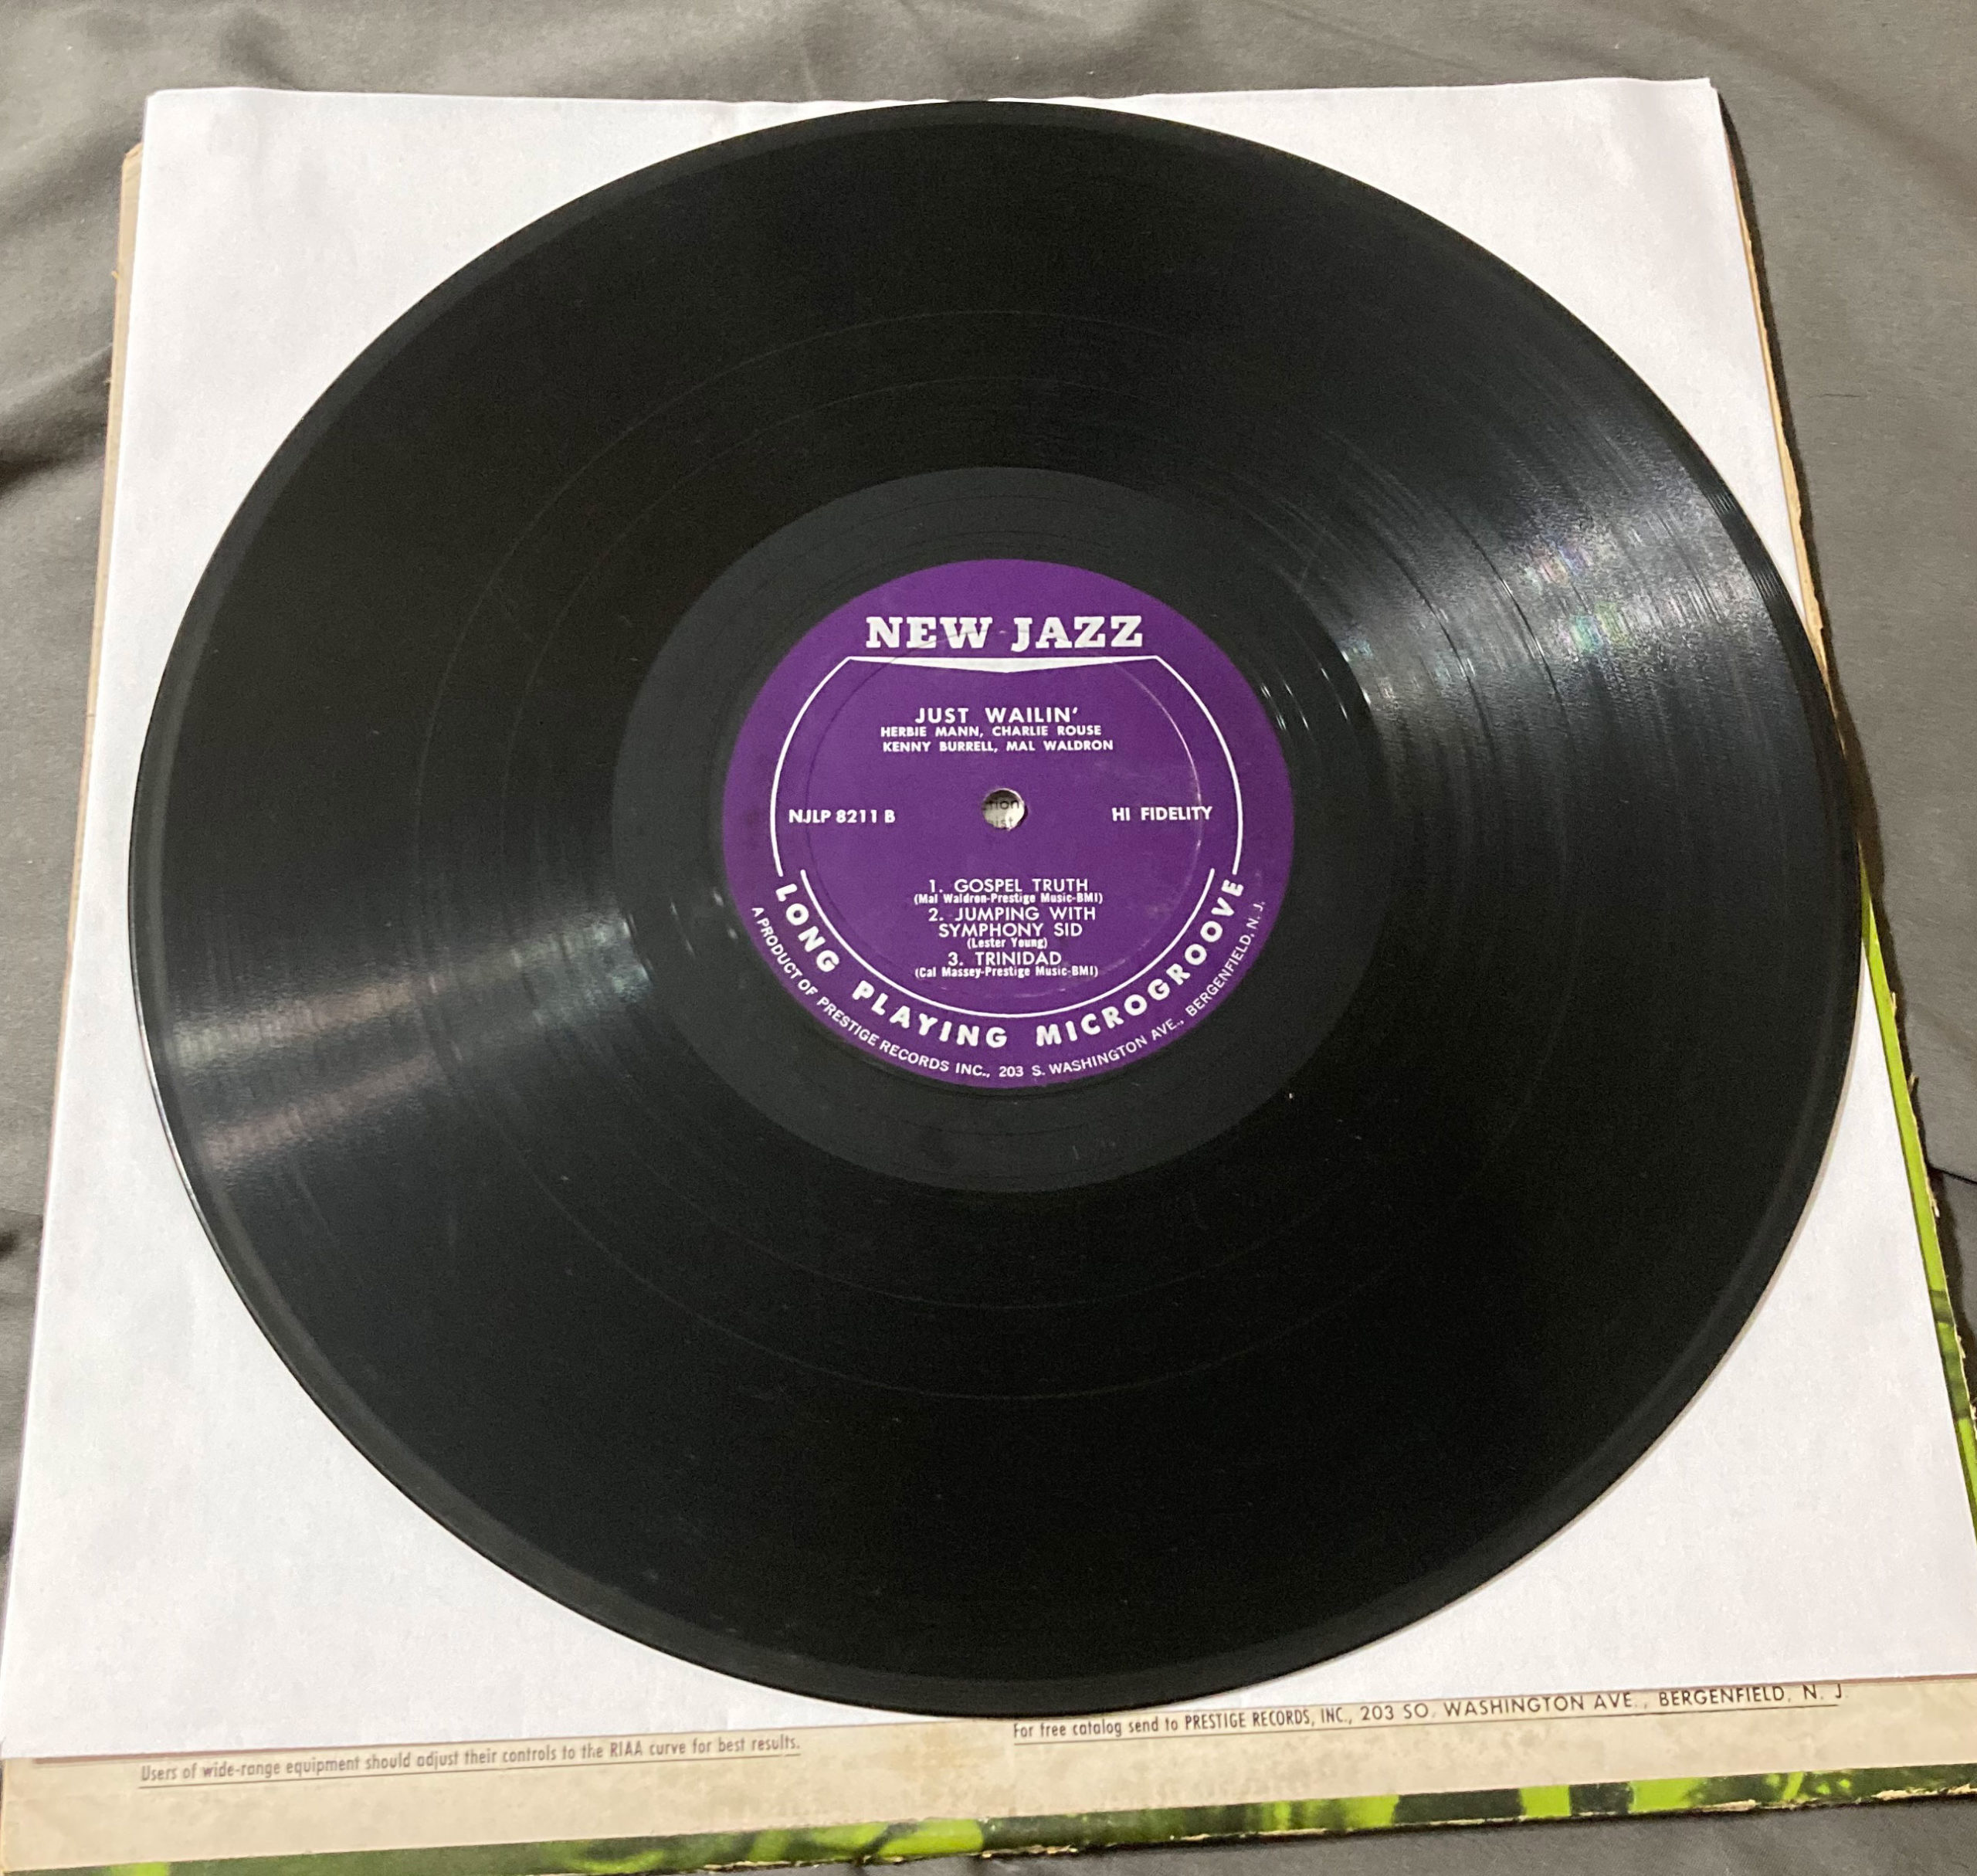 NEW JAZZ
JUST WAILIN'
HERBIE MANN, CHARLIE ROUSE
KENNY BURRELL, MAL WALDRON
NJLP 8211 B
HI FIDELITY
1. GOSPEL TRUTH
(Mal Waldron-Prestige Music-BMI)
2. JUMPING WITH
SYMPHONY SID
(Lester Young)
3. TRINIDAD
(Cal Massey-Prestige Music-BMI)
LONG PLAYING MICROGROOVE
A PRODUCT OF PRESTIGE RECORDS INC., 203 S. WASHINGTON AVE., BERGENFIELD, N. J.
Users of wide-range equipment should adjust their controls to the RIAA curve for best results.
For free catalog send to PRESTIGE RECORDS, INC., 203 SO. WASHINGTON AVE., BERGENFIELD, N. J.